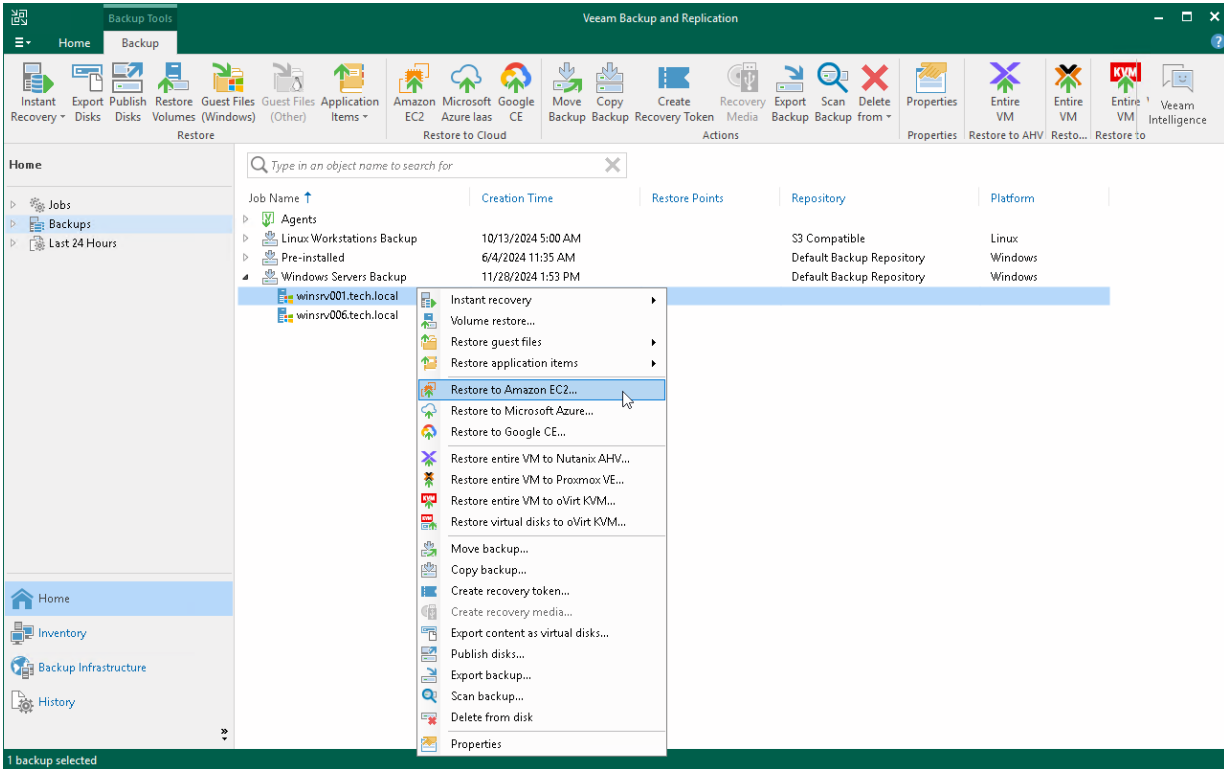 Backup Tools
Veeam Backup and Replication
Home
Backup
Instant Recovery
Export Disks
Publish Disks
Restore Volumes
Guest Files (Windows)
Guest Files (Other)
Application Items
Restore
Amazon EC2
Microsoft Azure Iaas
Google CE
Restore to Cloud
Move Backup
Copy Backup
Create Recovery Token
Recovery Media
Export Backup
Scan Backup
Delete from
Actions
Properties
Properties
Entire VM
Restore to AHV
Entire VM
Resto...
Entire VM
Restore to
Veeam Intelligence
Home
Jobs
Backups
Last 24 Hours
Type in an object name to search for
Job Name Creation Time Restore Points Repository Platform
Agents
Linux Workstations Backup 10/13/2024 5:00 AM S3 Compatible Linux
Pre-installed 6/4/2024 11:35 AM Default Backup Repository Windows
Windows Servers Backup 11/28/2024 1:53 PM Default Backup Repository Windows
winsrv001.tech.local
winsrv006.tech.local
Instant recovery
Volume restore...
Restore guest files
Restore application items
Restore to Amazon EC2...
Restore to Microsoft Azure...
Restore to Google CE...
Restore entire VM to Nutanix AHV...
Restore entire VM to Proxmox VE...
Restore entire VM to oVirt KVM...
Restore virtual disks to oVirt KVM...
Move backup...
Copy backup...
Create recovery token...
Create recovery media...
Export content as virtual disks...
Publish disks...
Export backup...
Scan backup...
Delete from disk
Properties
Home
Inventory
Backup Infrastructure
History
1 backup selected